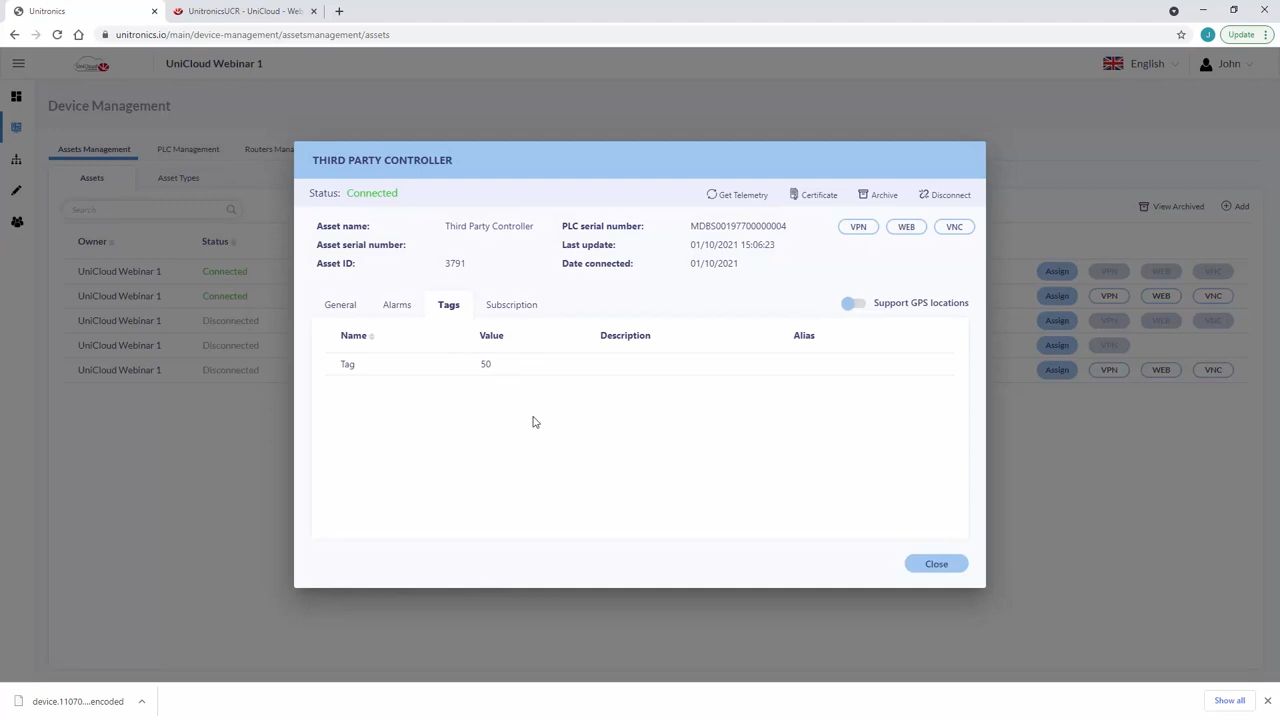 Unitronics
UnitronicsUCR - UniCloud - Web
unitronics.io/main/device-management/assetsmanagement/assets
J
Update
UniCloud Webinar 1
English
John
Device Management
Assets Management
PLC Management
Routers Mana
Assets
Asset Types
Search
View Archived
Add
Owner
Status
UniCloud Webinar 1
Connected
Assign
VPN
WEB
VNC
UniCloud Webinar 1
Connected
Assign
VPN
WEB
VNC
UniCloud Webinar 1
Disconnected
Assign
VPN
WEB
VNC
UniCloud Webinar 1
Disconnected
Assign
VPN
UniCloud Webinar 1
Disconnected
Assign
VPN
WEB
VNC
THIRD PARTY CONTROLLER
Status: Connected
Get Telemetry
Certificate
Archive
Disconnect
Asset name:
Third Party Controller
PLC serial number:
MDBS00197700000004
VPN
WEB
VNC
Asset serial number:
Last update:
01/10/2021 15:06:23
Asset ID:
3791
Date connected:
01/10/2021
General
Alarms
Tags
Subscription
Support GPS locations
Name
Value
Description
Alias
Tag
50
Close
device.11070....encoded
Show all